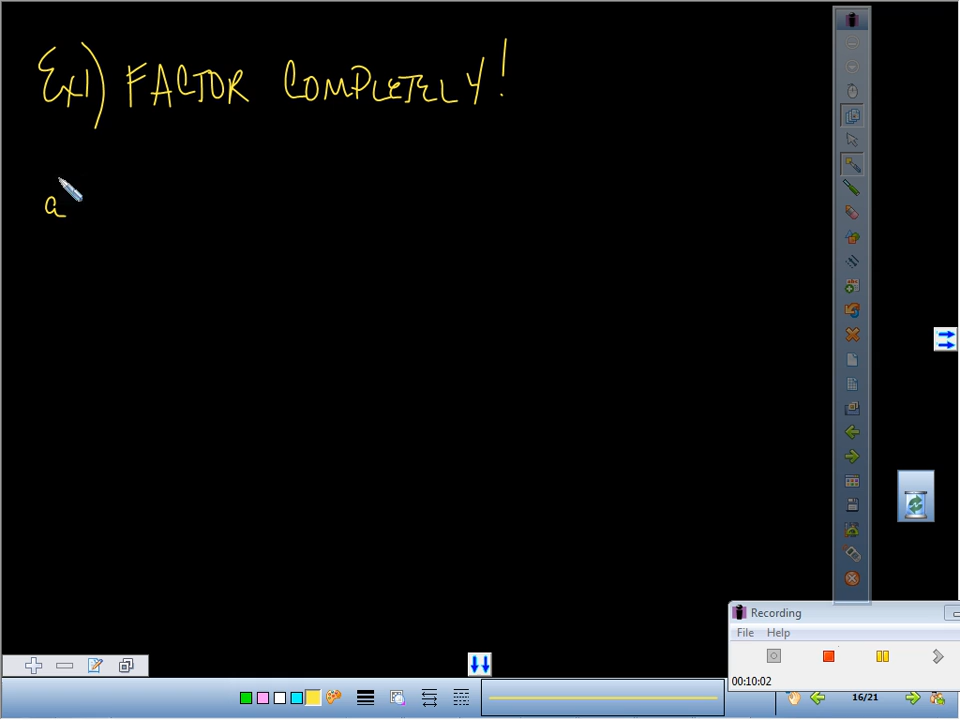 Ex1) FACTOR COMPLETELY!
a
Recording
File Help
00:10:02
16/21